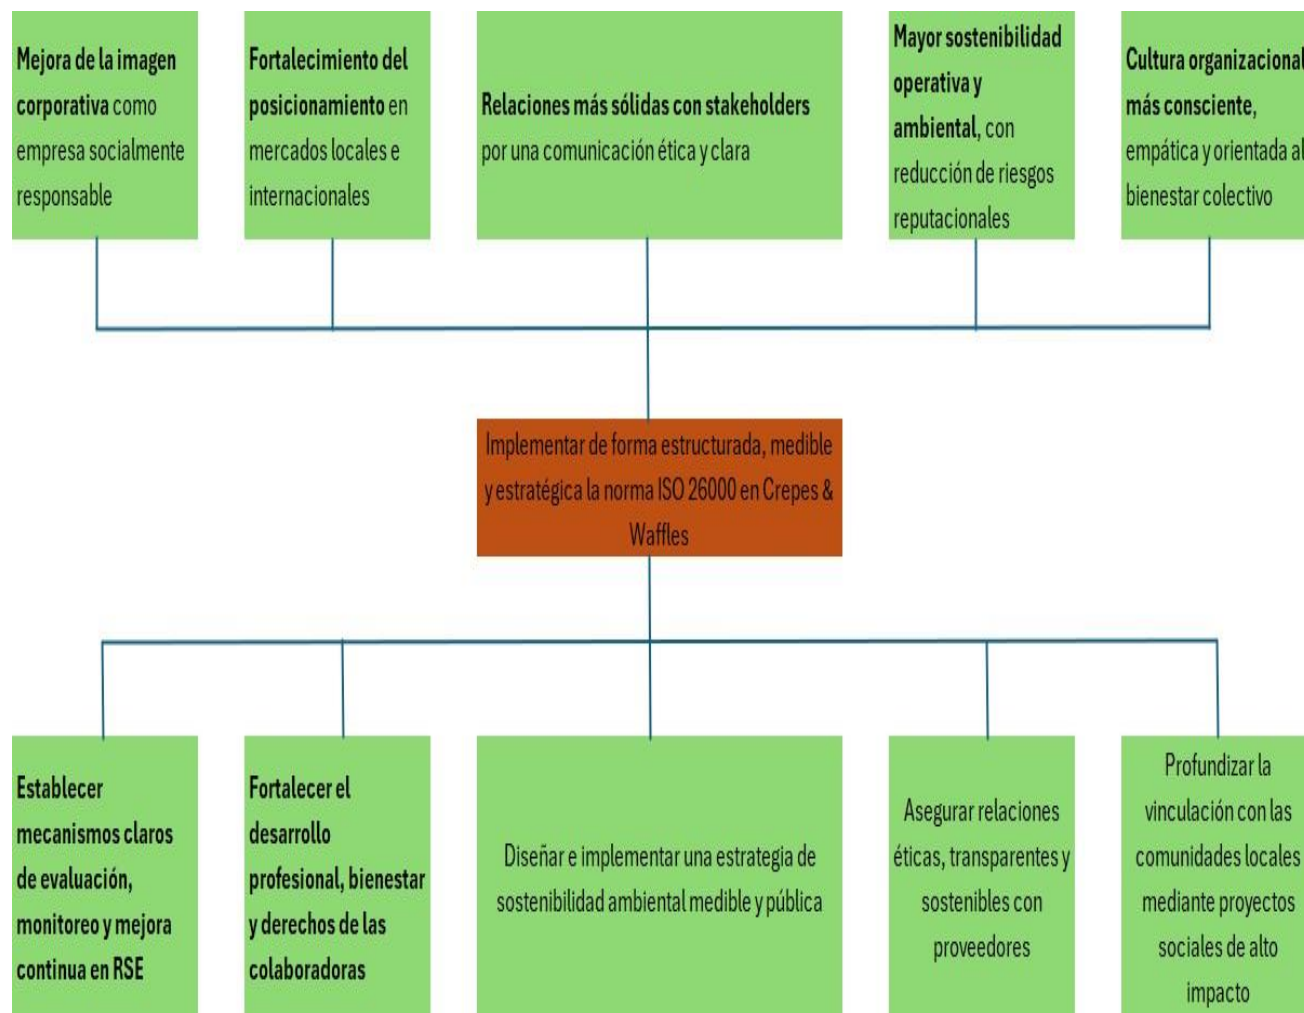 Mejora de la imagen
corporativa como
empresa socialmente
responsable
Fortalecimiento del
posicionamiento en
mercados locales e
internacionales
Relaciones más sólidas con stakeholders
por una comunicación ética y clara
Mayor sostenibilidad
operativa y
ambiental, con
reducción de riesgos
reputacionales
Cultura organizacional
más consciente,
empática y orientada al
bienestar colectivo
Implementar de forma estructurada, medible
y estratégica la norma ISO 26000 en Crepes &
Waffles
Establecer
mecanismos claros
de evaluación,
monitoreo y mejora
continua en RSE
Fortalecer el
desarrollo
profesional, bienestar
y derechos de las
colaboradoras
Diseñar e implementar una estrategia de
sostenibilidad ambiental medible y pública
Asegurar relaciones
éticas, transparentes y
sostenibles con
proveedores
Profundizar la
vinculación con las
comunidades locales
mediante proyectos
sociales de alto
impacto